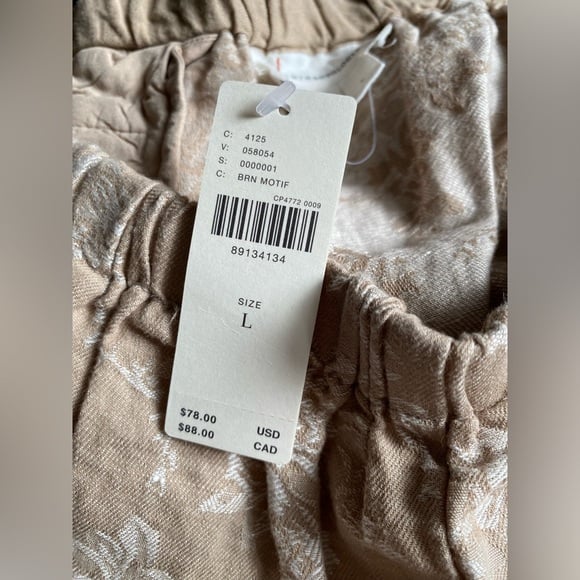 C: 4125
V: 058054
S: 0000001
C: BRN MOTIF
CP4772 0009
89134134
SIZE
L
$78.00 USD
$88.00 CAD